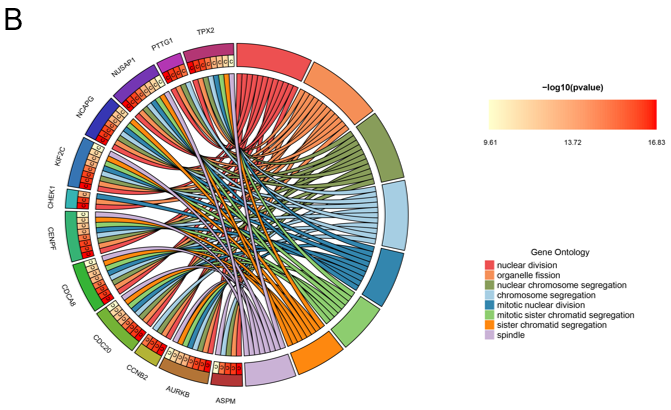 B
TPX2
PTTG1
NUSAP1
NCAPG
KIF2C
CHEK1
CENPF
CDCA8
CDC20
CCNB2
AURKB
ASPM
−log10(pvalue)
9.61 13.72 16.83
Gene Ontology
nuclear division
organelle fission
nuclear chromosome segregation
chromosome segregation
mitotic nuclear division
mitotic sister chromatid segregation
sister chromatid segregation
spindle